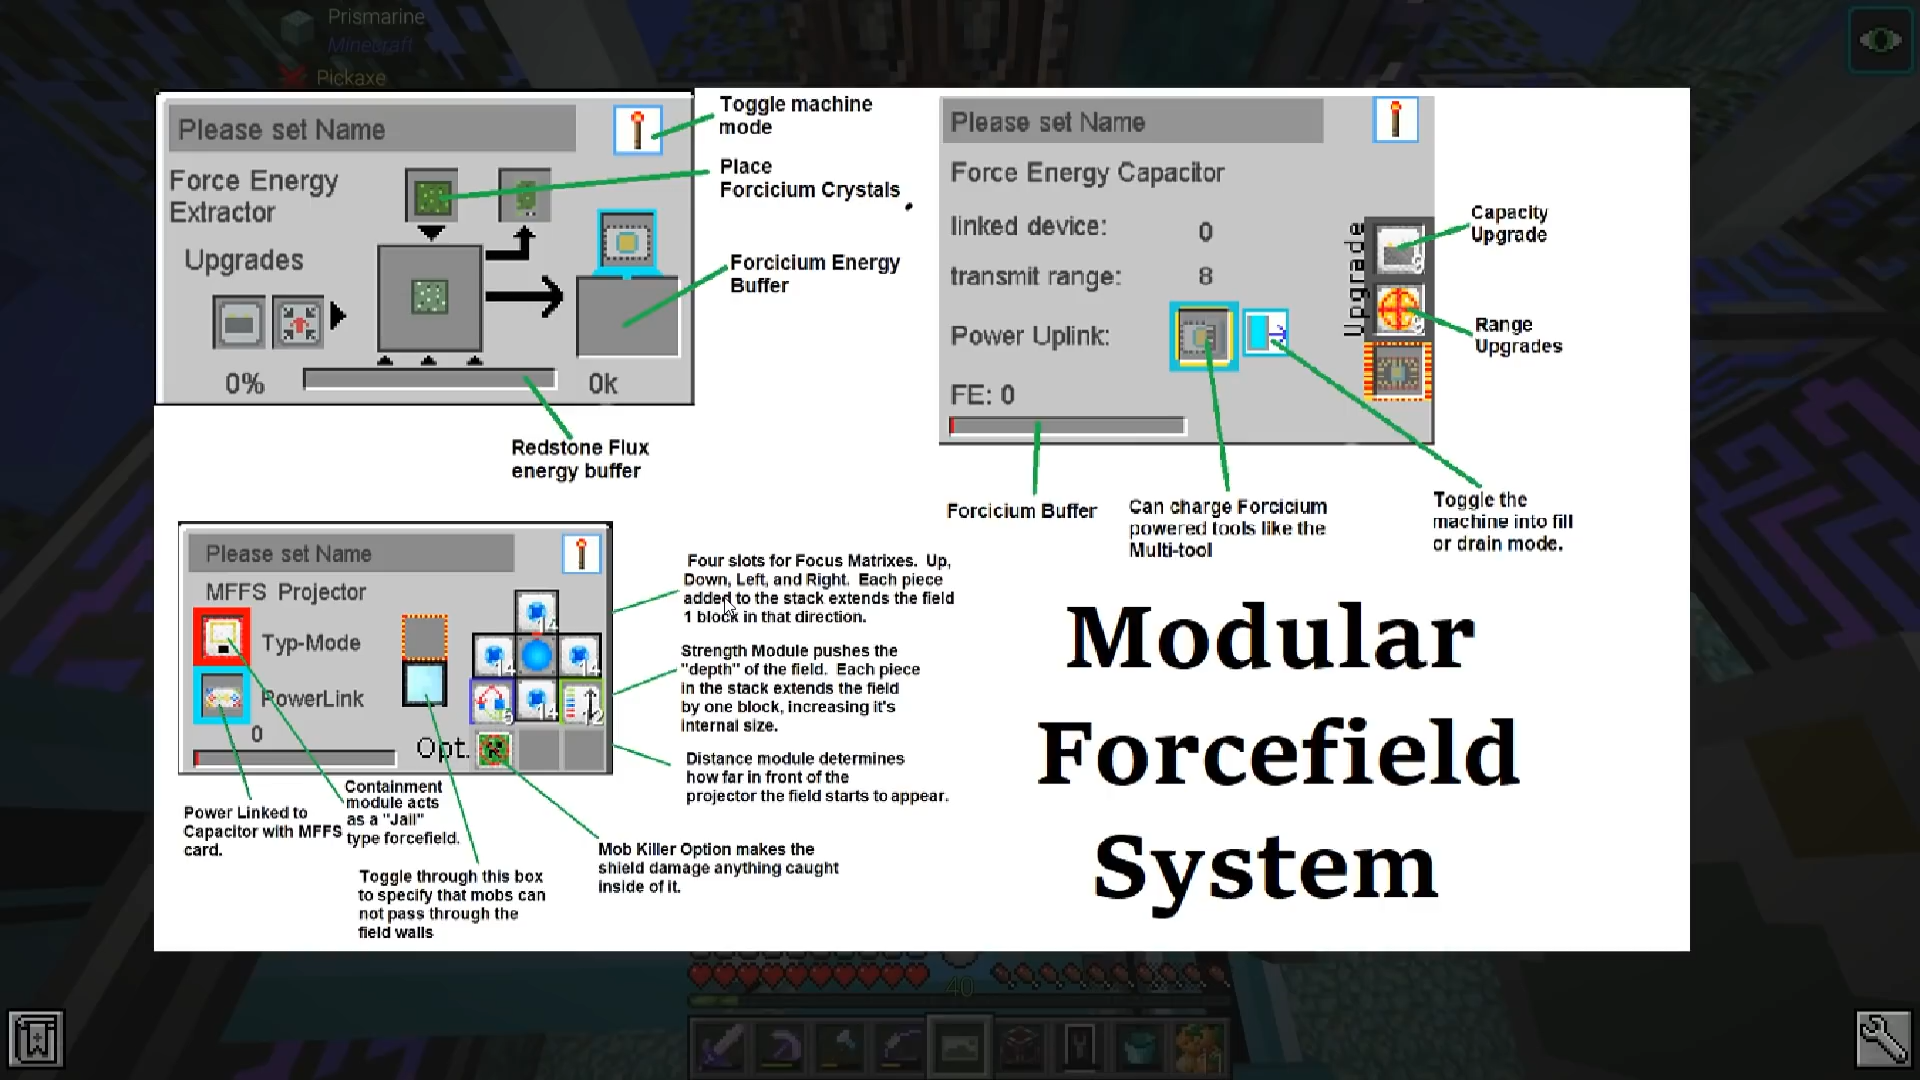 Prismarine
Minecraft
Pickaxe
Please set Name
Force Energy
Extractor
Upgrades
0%
0k
Toggle machine
mode
Place
Forcicium Crystals
Forcicium Energy
Buffer
Redstone Flux
energy buffer
Please set Name
Force Energy Capacitor
linked device: 0
transmit range: 8
Power Uplink:
FE: 0
Upgrade
Capacity
Upgrade
Range
Upgrades
Forcicium Buffer
Can charge Forcicium
powered tools like the
Multi-tool
Toggle the
machine into fill
or drain mode.
Please set Name
MFFS Projector
Typ-Mode
PowerLink
0
Opt.
14
14
14
5
14
12
Four slots for Focus Matrixes. Up,
Down, Left, and Right. Each piece
added to the stack extends the field
1 block in that direction.
Strength Module pushes the
"depth" of the field. Each piece
in the stack extends the field
by one block, increasing it's
internal size.
Distance module determines
how far in front of the
projector the field starts to appear.
Power Linked to
Capacitor with MFFS
card.
Containment
module acts
as a "Jail"
type forcefield.
Toggle through this box
to specify that mobs can
not pass through the
field walls
Mob Killer Option makes the
shield damage anything caught
inside of it.
Modular
Forcefield
System
40